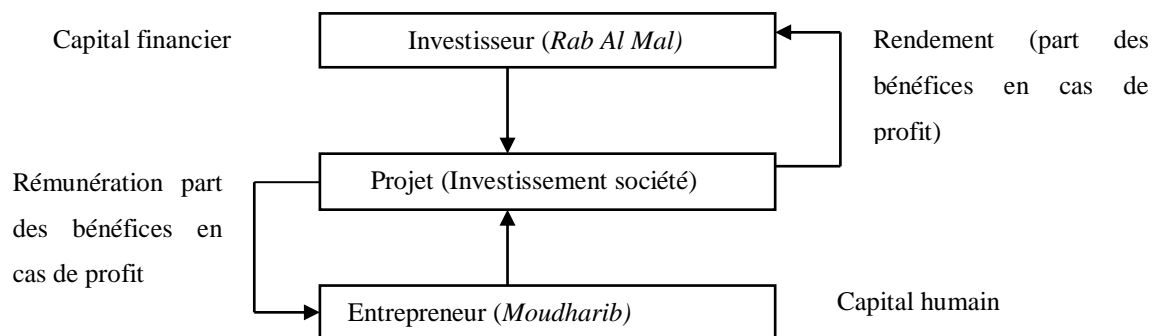 Capital financier
Investisseur (Rab Al Mal)
Rendement (part des
bénéfices en cas de
profit)
Projet (Investissement société)
Rémunération part
des bénéfices en
cas de profit
Entrepreneur (Moudharib)
Capital humain